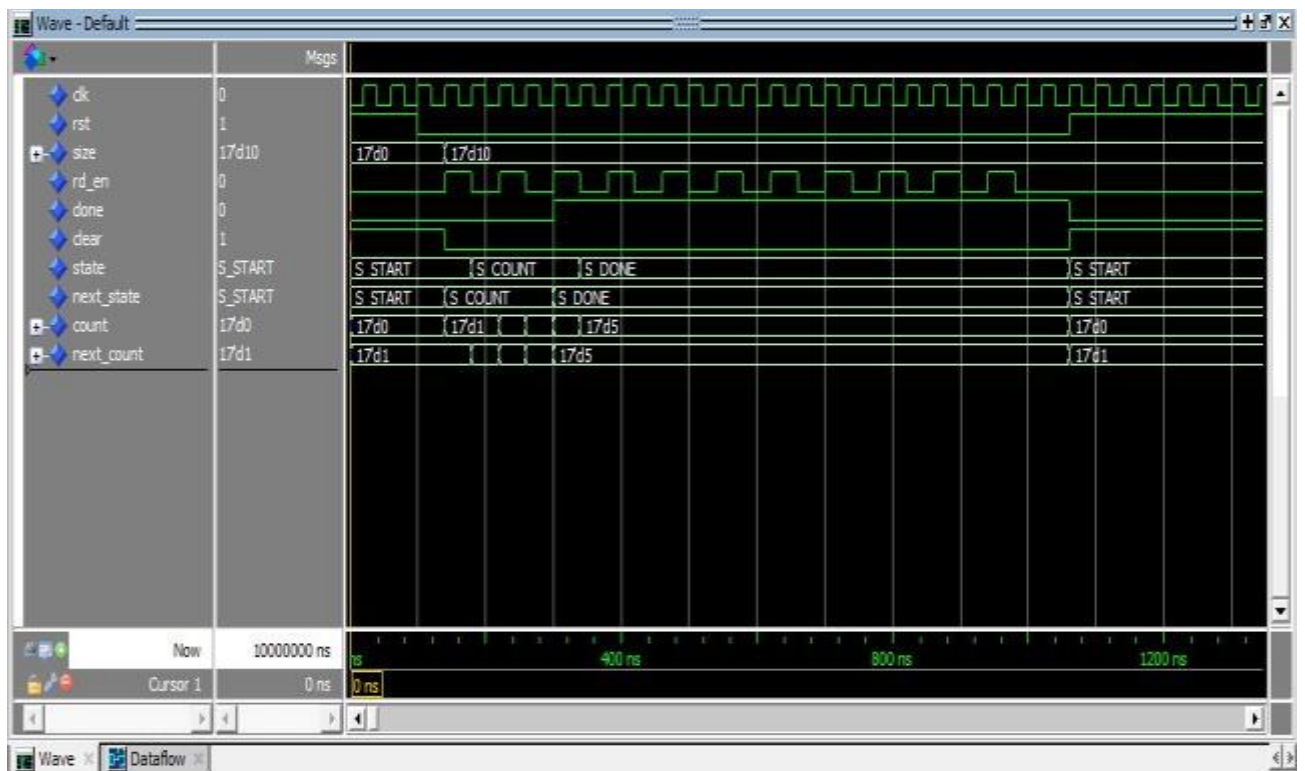 Wave - Default
Msgs
clk 0
rst 1
size 17'd10 17'd0 17'd10
rd_en 0
done 0
clear 1
state S_START S_START S_COUNT S_DONE S_START
next_state S_START S_START S_COUNT S_DONE S_START
count 17'd0 17'd0 17'd1 17'd5 17'd0
next_count 17'd1 17'd1 17'd5 17'd1
Now 10000000 ns ns 400 ns 800 ns 1200 ns
Cursor 1 0 ns 0 ns
Wave Dataflow